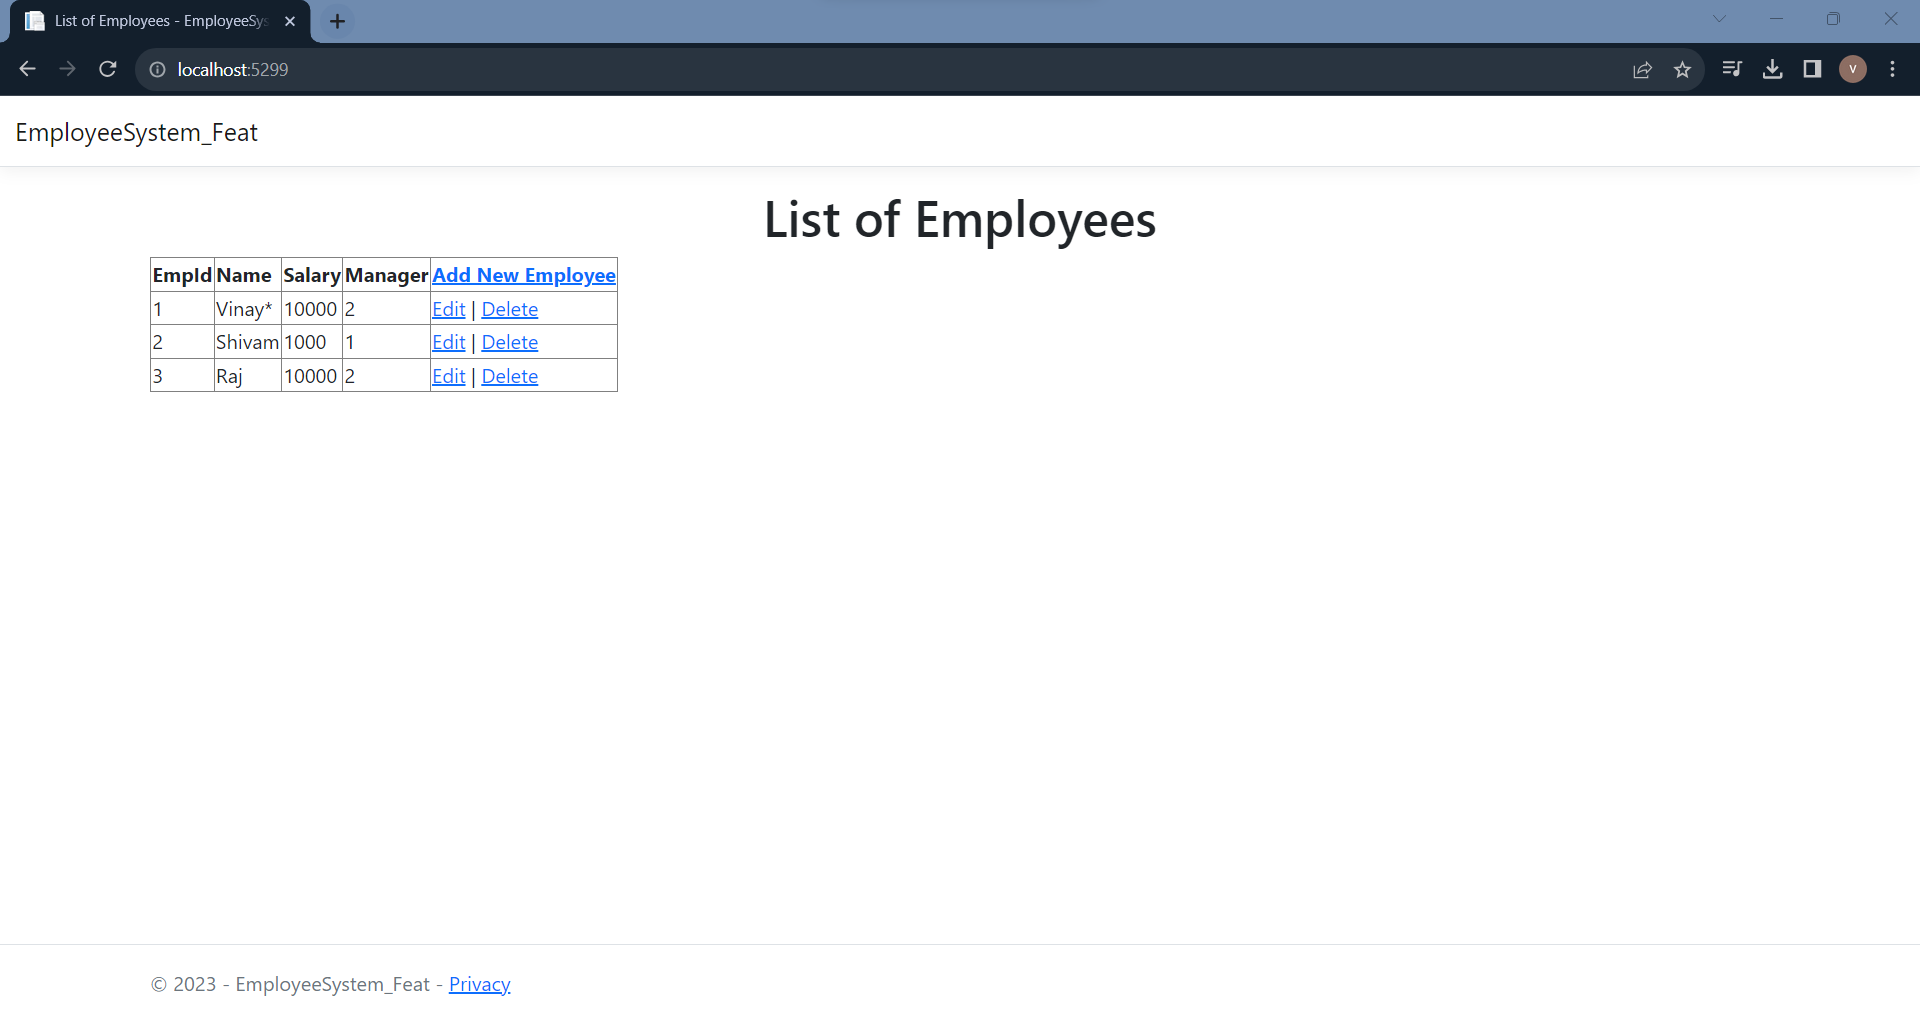 List of Employees - EmployeeSys
localhost:5299
V
EmployeeSystem_Feat
List of Employees
EmpId Name Salary Manager Add New Employee
1 Vinay* 10000 2 Edit | Delete
2 Shivam 1000 1 Edit | Delete
3 Raj 10000 2 Edit | Delete
© 2023 - EmployeeSystem_Feat - Privacy